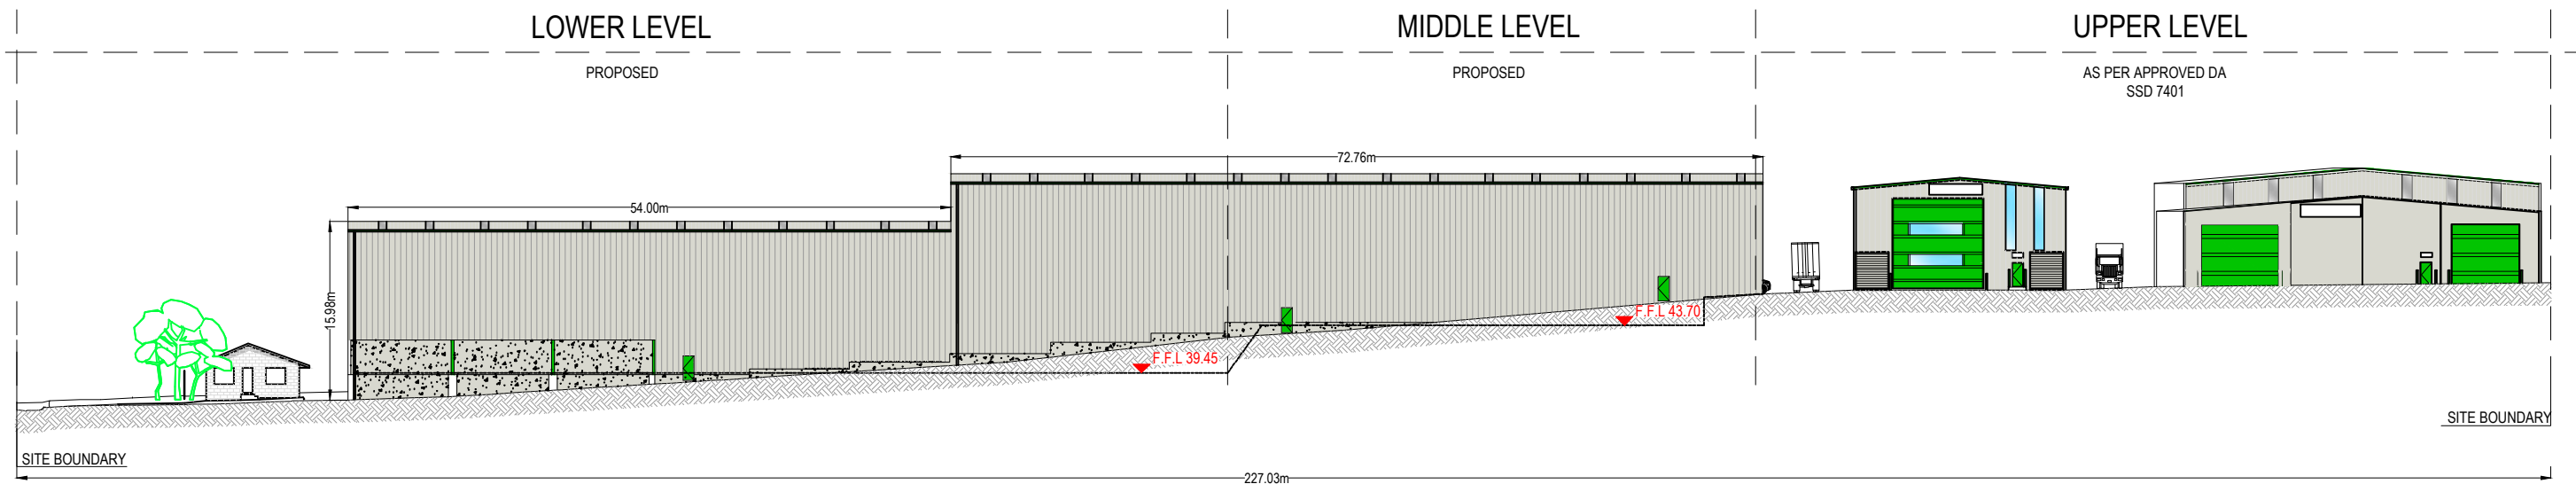 LOWER LEVEL
MIDDLE LEVEL
UPPER LEVEL
PROPOSED
PROPOSED
AS PER APPROVED DA
SSD 7401
72.76m
54.00m
15.98m
F.F.L 43.70
F.F.L 39.45
SITE BOUNDARY
SITE BOUNDARY
227.03m